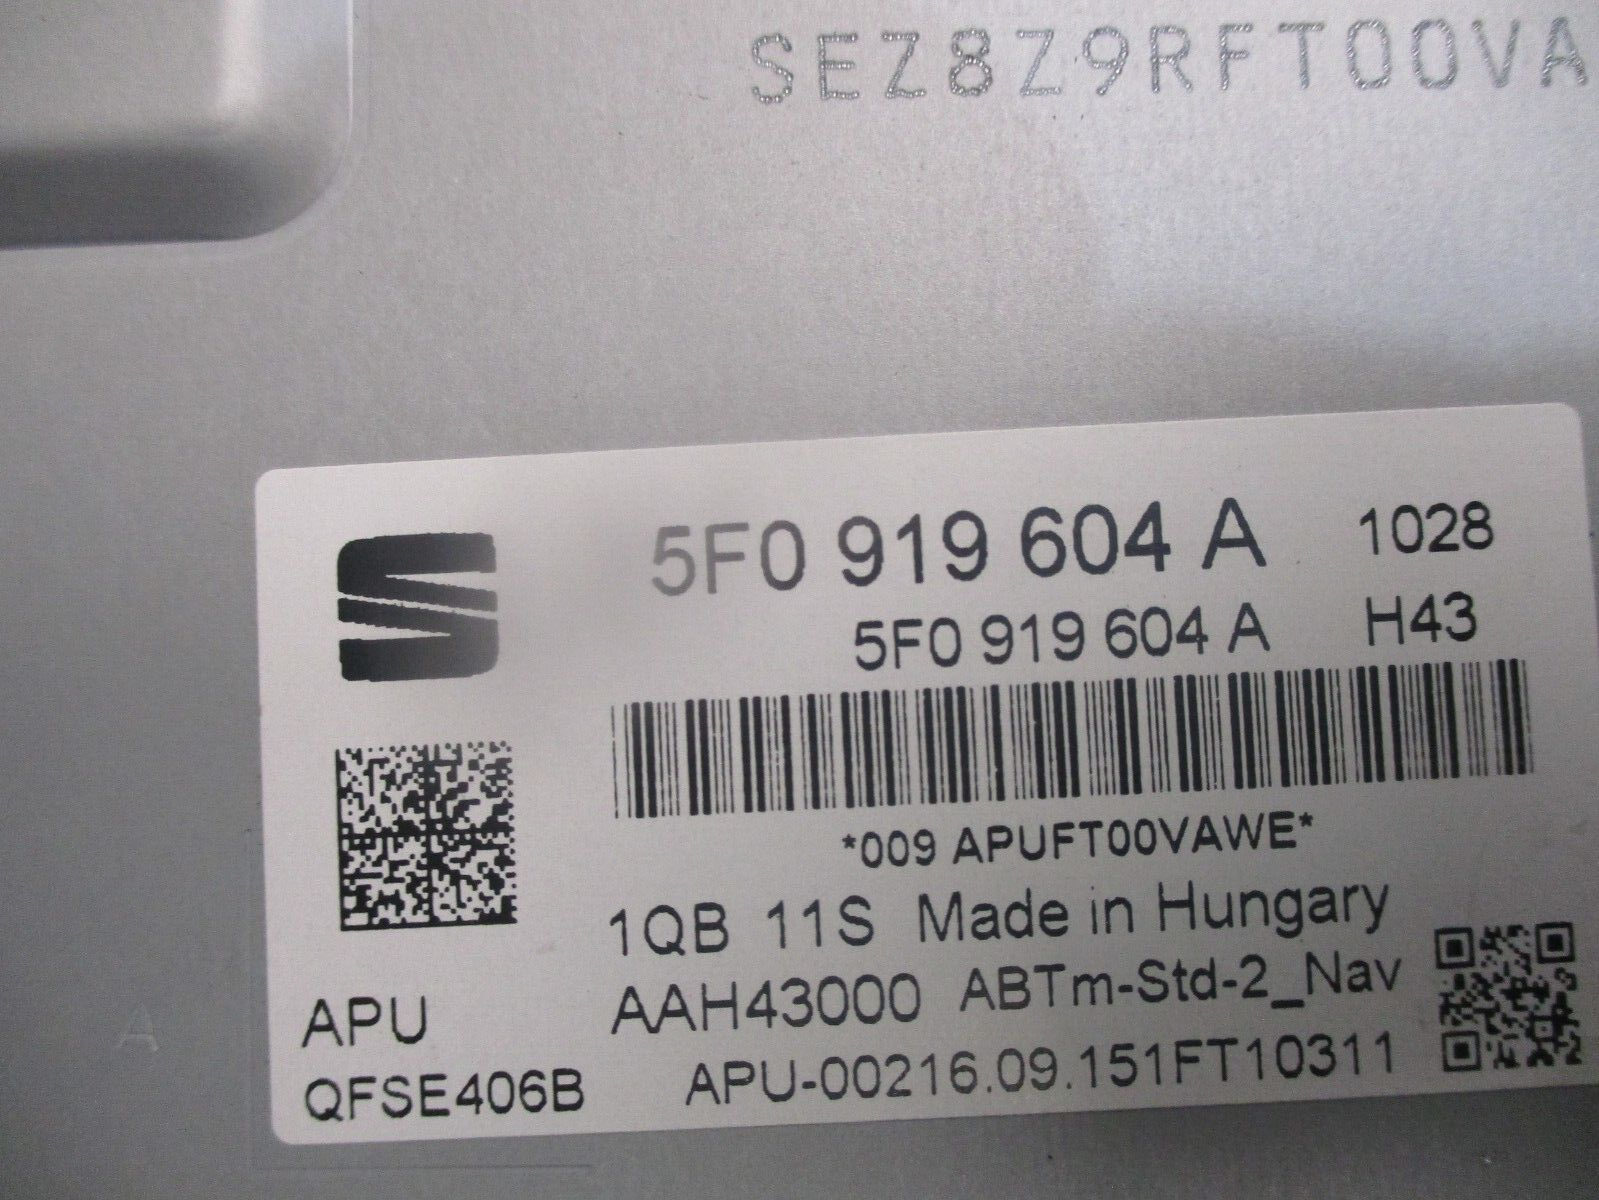 SEZ8Z9RFT00VA
5F0 919 604 A 1028
5F0 919 604 A H43
*009 APUFT00VAWE*
1QB 11S Made in Hungary
APU AAH43000 ABTm-Std-2_Nav
QFSE406B APU-00216.09.151FT10311
A